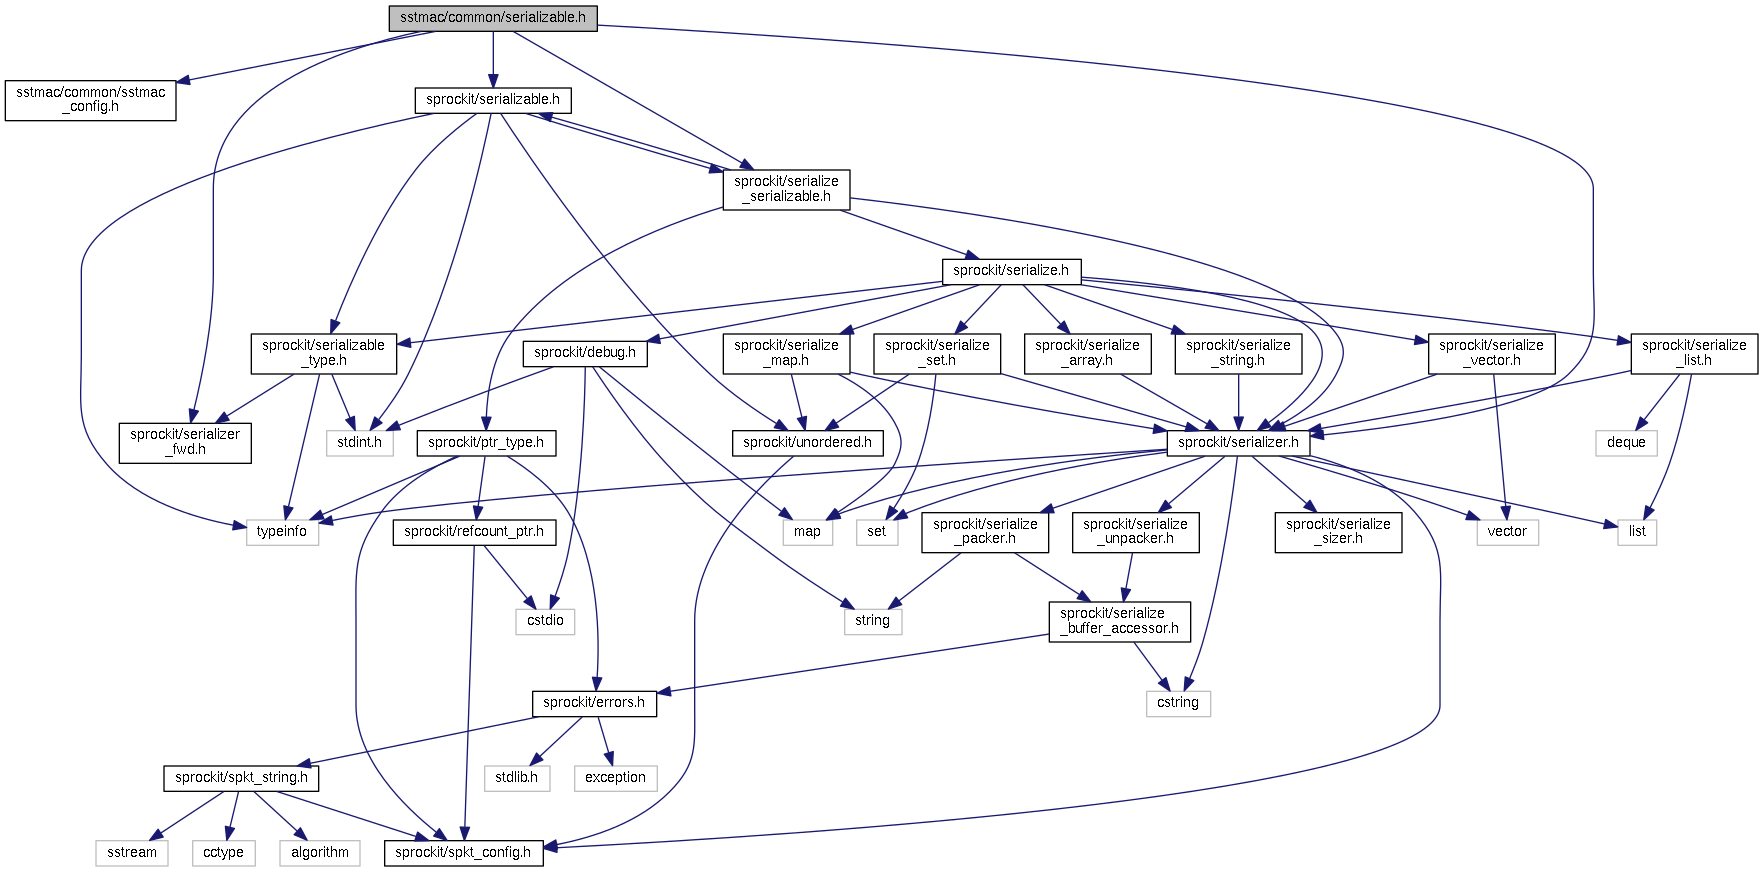 sstmac/common/serializable.h
sstmac/common/sstmac
_config.h
sprockit/serializable.h
sprockit/serialize
_serializable.h
sprockit/serialize.h
sprockit/serializable
_type.h
sprockit/debug.h
sprockit/serialize
_map.h
sprockit/serialize
_set.h
sprockit/serialize
_array.h
sprockit/serialize
_string.h
sprockit/serialize
_vector.h
sprockit/serialize
_list.h
sprockit/serializer
_fwd.h
stdint.h
sprockit/ptr_type.h
sprockit/unordered.h
sprockit/serializer.h
deque
typeinfo
sprockit/refcount_ptr.h
map
set
sprockit/serialize
_packer.h
sprockit/serialize
_unpacker.h
sprockit/serialize
_sizer.h
vector
list
cstdio
string
sprockit/serialize
_buffer_accessor.h
sprockit/errors.h
cstring
sprockit/spkt_string.h
stdlib.h
exception
sstream
cctype
algorithm
sprockit/spkt_config.h